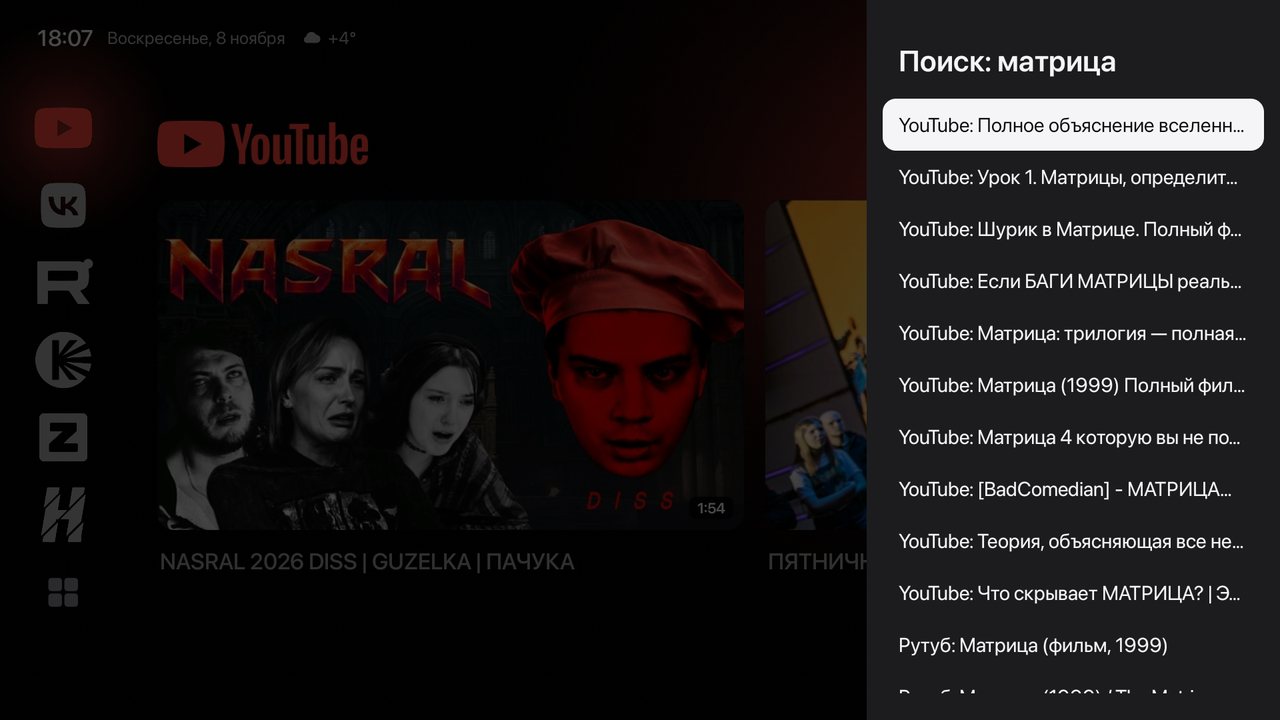 18:07 Воскресенье, 8 ноября +4°
YouTube
NASRAL
DISS
1:54
NASRAL 2026 DISS | GUZELKA | ПАЧУКА
ПЯТНИЧН
Поиск: матрица
YouTube: Полное объяснение вселенн...
YouTube: Урок 1. Матрицы, определит...
YouTube: Шурик в Матрице. Полный ф...
YouTube: Если БАГИ МАТРИЦЫ реаль...
YouTube: Матрица: трилогия — полная...
YouTube: Матрица (1999) Полный фил...
YouTube: Матрица 4 которую вы не по...
YouTube: [BadComedian] - МАТРИЦА...
YouTube: Теория, объясняющая все не...
YouTube: Что скрывает МАТРИЦА? | Э...
Рутуб: Матрица (фильм, 1999)